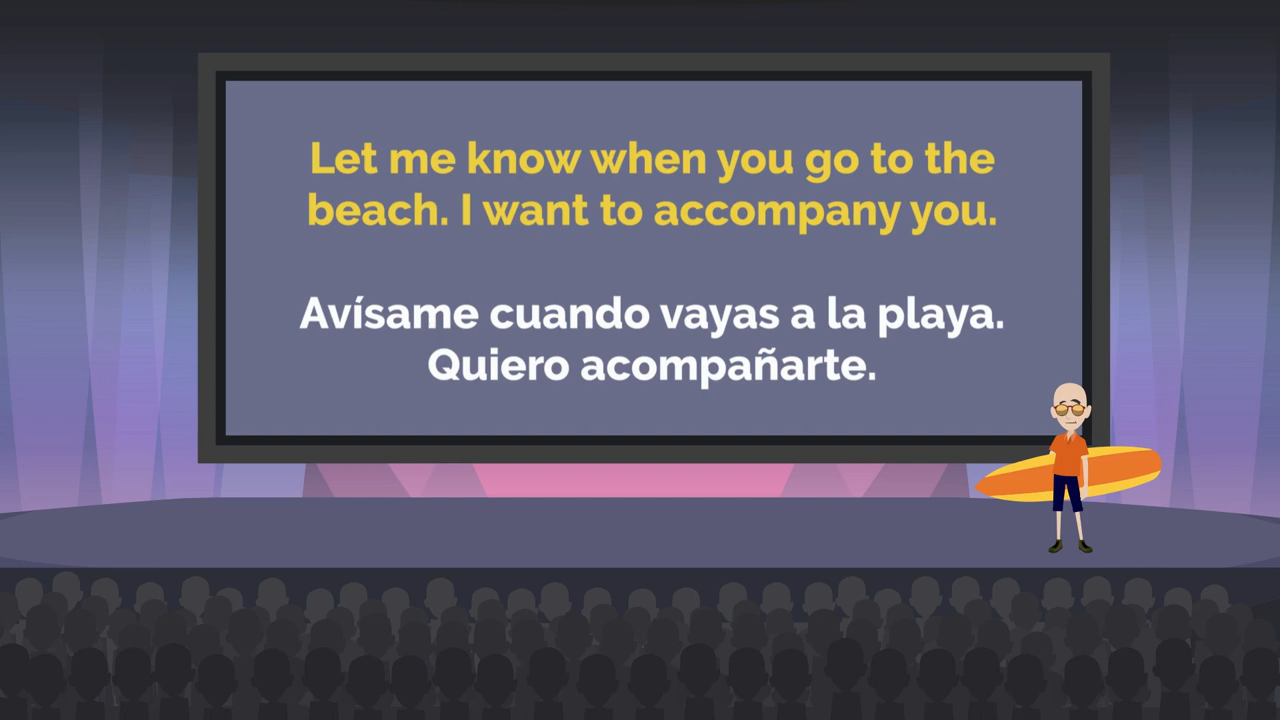 Let me know when you go to the
beach. I want to accompany you.
Avísame cuando vayas a la playa.
Quiero acompañarte.